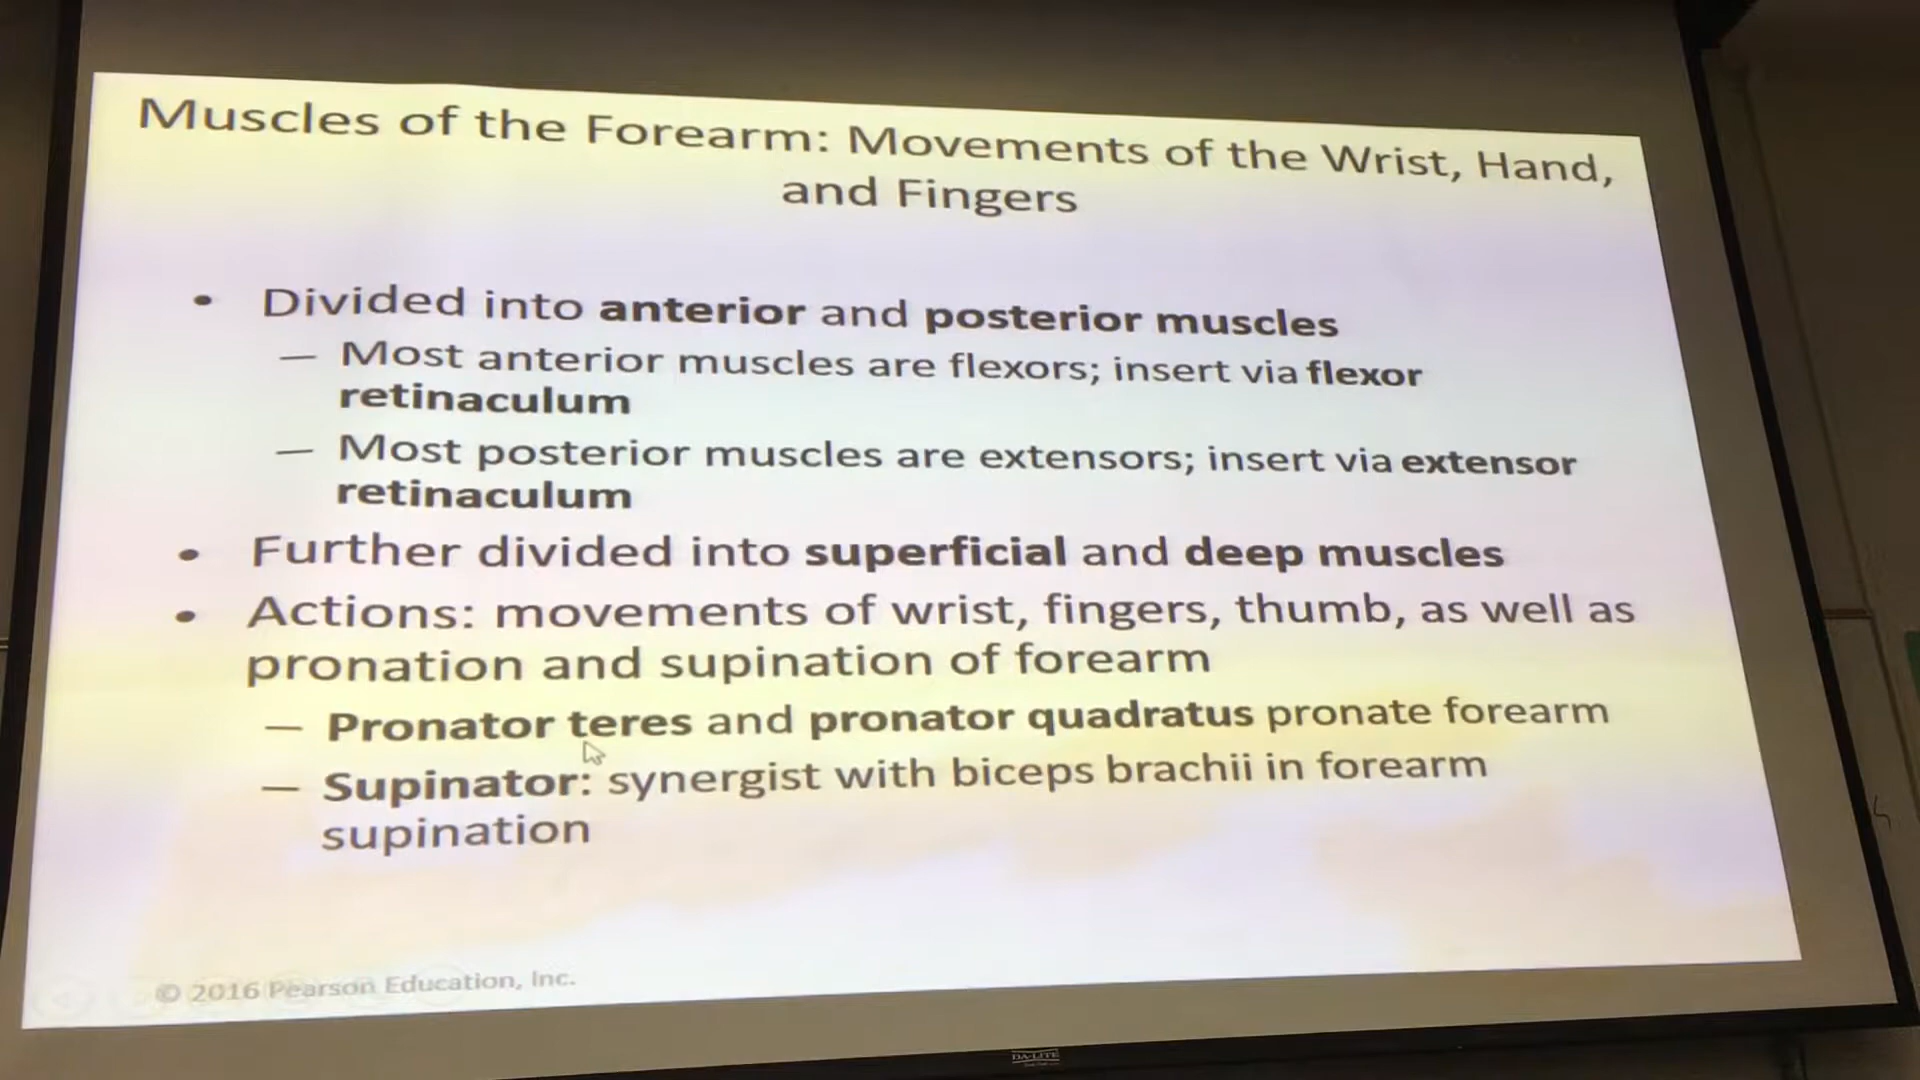 Muscles of the Forearm: Movements of the Wrist, Hand,
and Fingers
• Divided into anterior and posterior muscles
— Most anterior muscles are flexors; insert via flexor
retinaculum
— Most posterior muscles are extensors; insert via extensor
retinaculum
• Further divided into superficial and deep muscles
• Actions: movements of wrist, fingers, thumb, as well as
pronation and supination of forearm
— Pronator teres and pronator quadratus pronate forearm
— Supinator: synergist with biceps brachii in forearm
supination
© 2016 Pearson Education, Inc.
DA-LITE